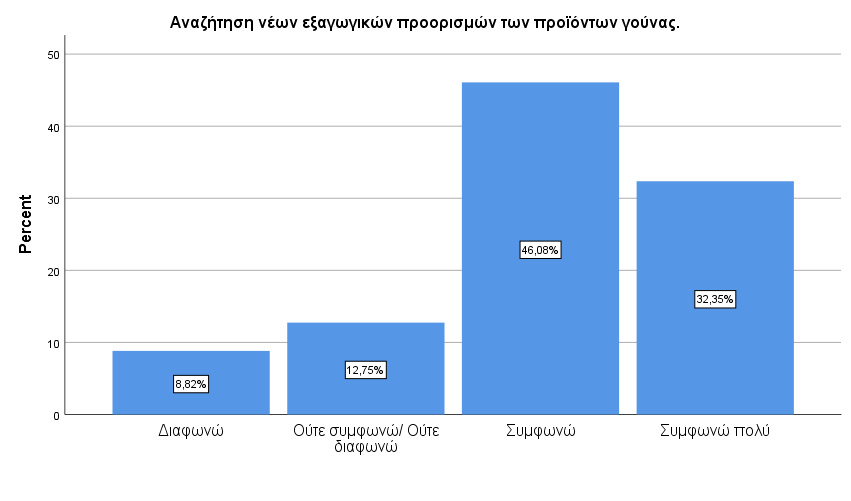 Αναζήτηση νέων εξαγωγικών προορισμών των προϊόντων γούνας.
Percent
50
40
30
20
10
0
8,82%
12,75%
46,08%
32,35%
Διαφωνώ
Ούτε συμφωνώ/ Ούτε
διαφωνώ
Συμφωνώ
Συμφωνώ πολύ